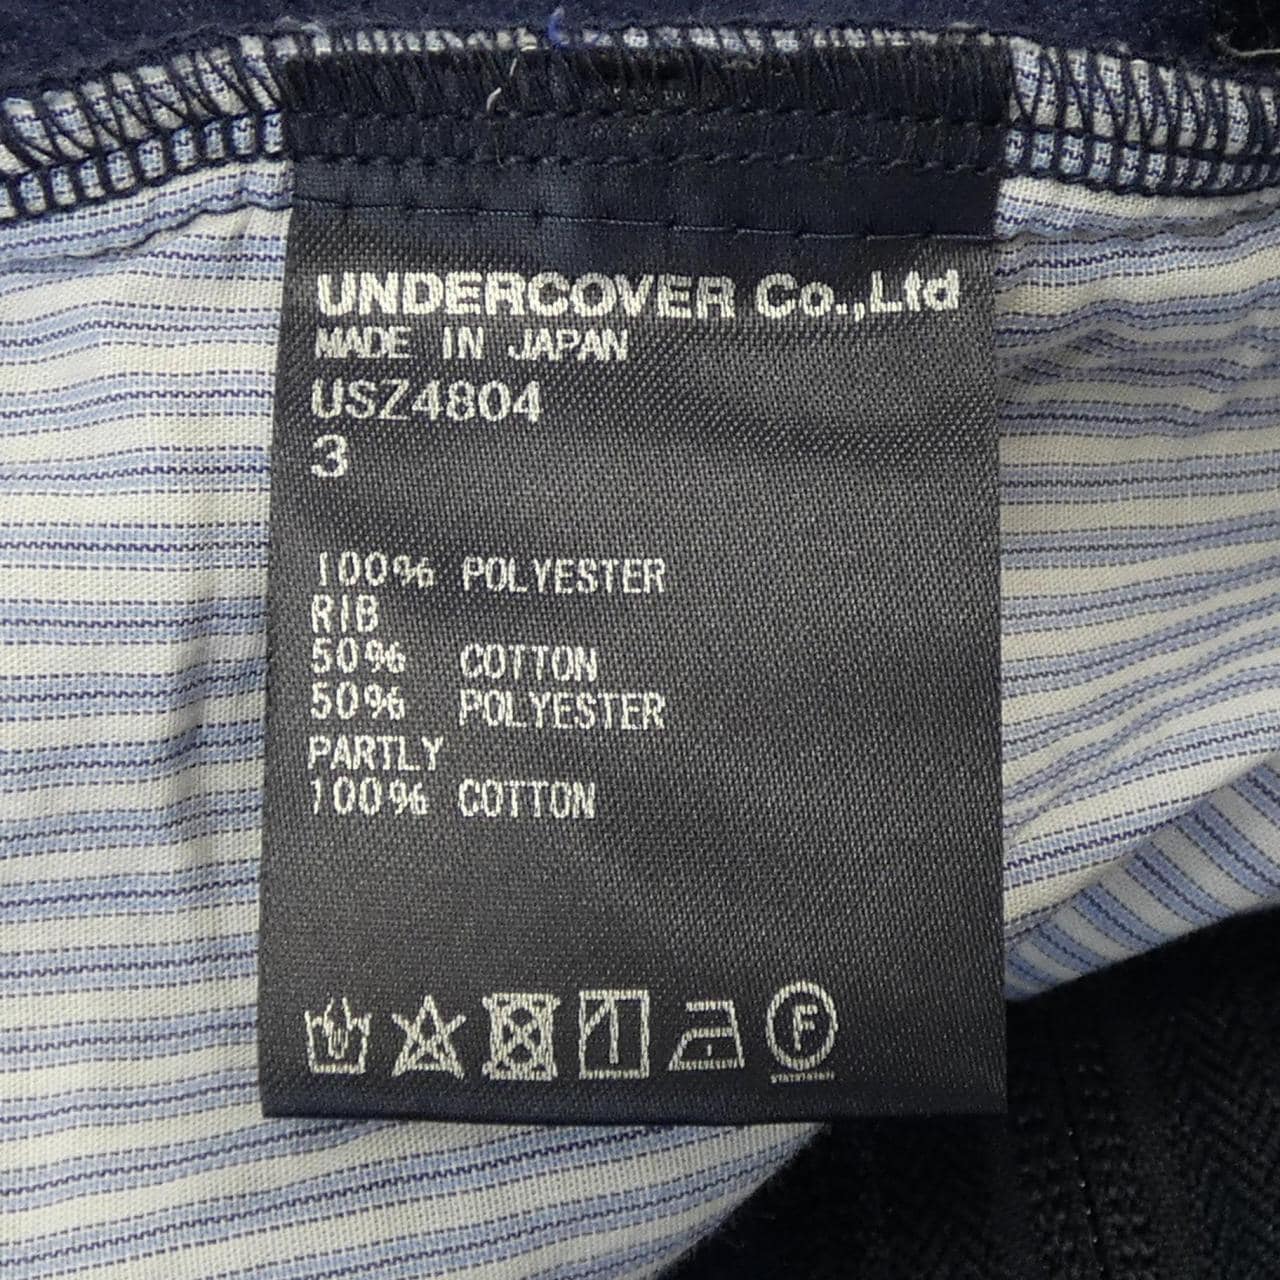 UNDERCOVER Co.,Ltd
MADE IN JAPAN
USZ4804
3
100% POLYESTER
RIB
50% COTTON
50% POLYESTER
PARTLY
100% COTTON
F